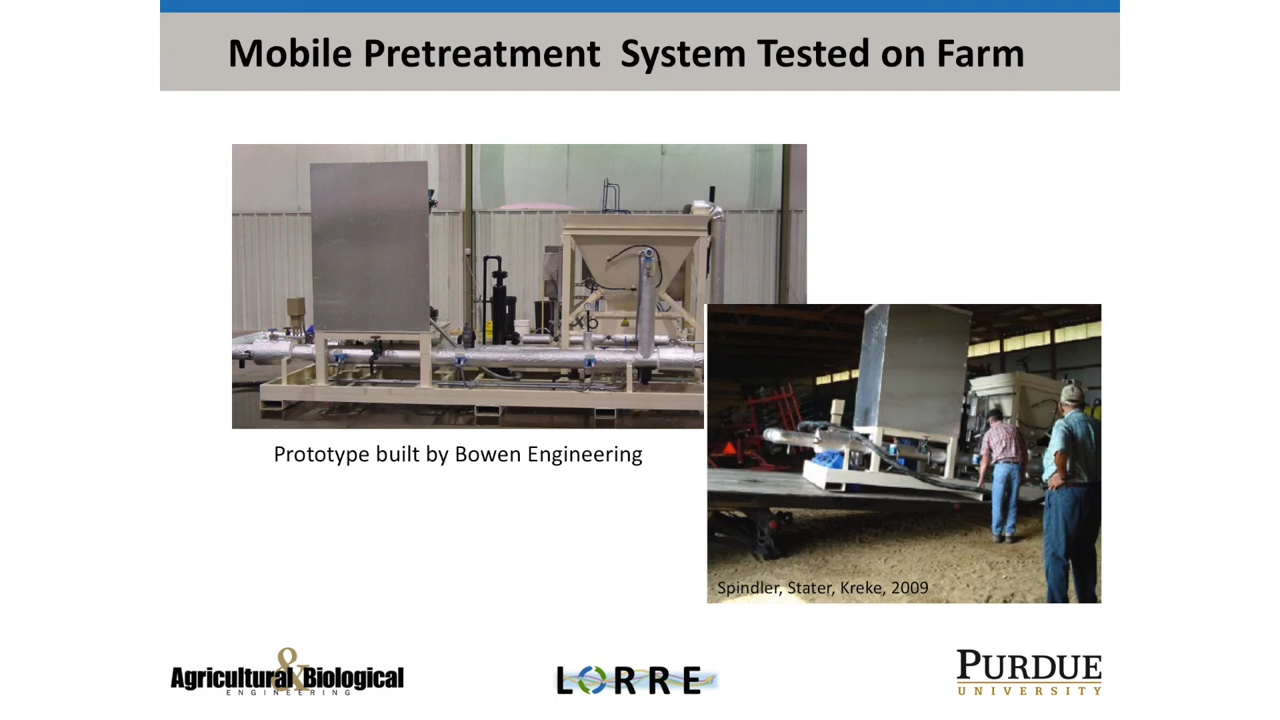 Mobile Pretreatment System Tested on Farm
Prototype built by Bowen Engineering
Spindler, Stater, Kreke, 2009
Agricultural & Biological
ENGINEERING
LORRE
PURDUE
UNIVERSITY